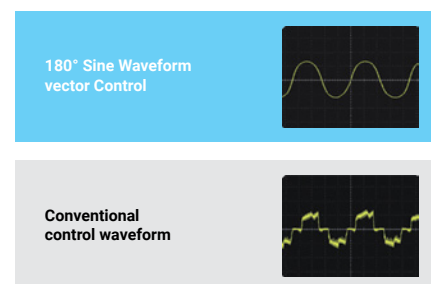 180° Sine Waveform
vector Control
Conventional
control waveform